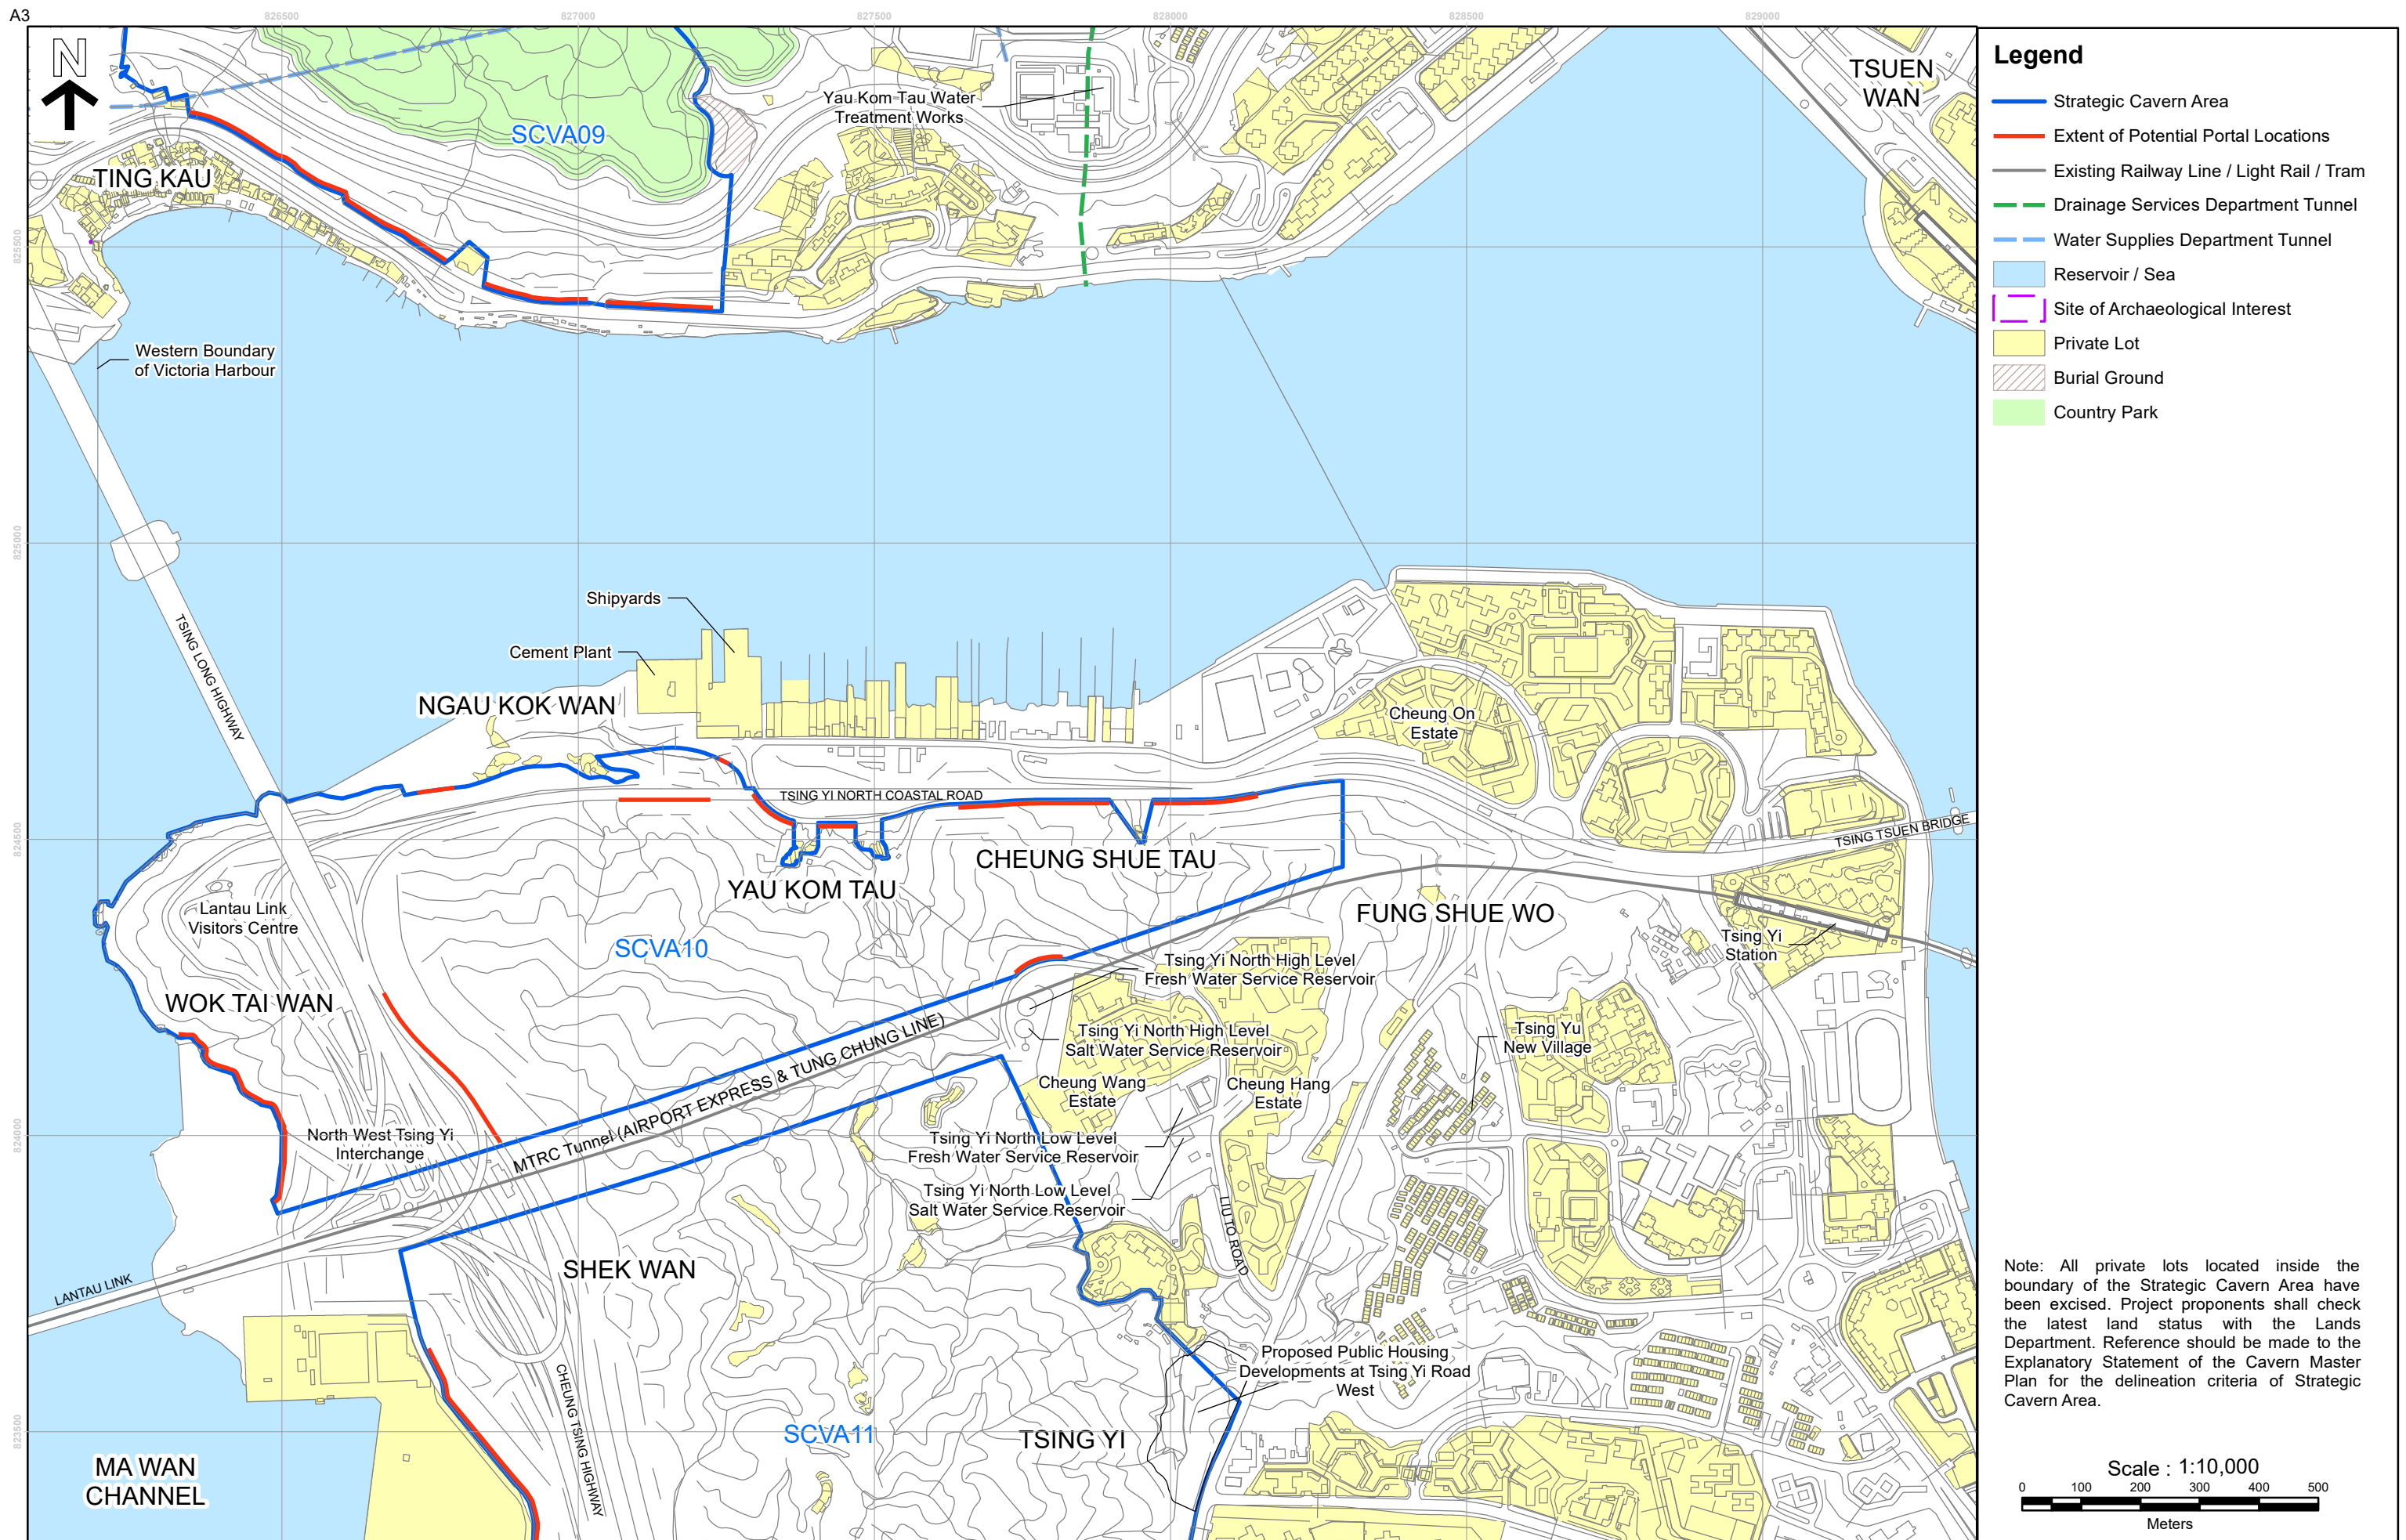 A3
826500
827000
827500
828000
828500
829000
825500
825000
824500
824000
823500
N
TSUEN
WAN
SCVA09
Yau Kom Tau Water
Treatment Works
TING KAU
Western Boundary
of Victoria Harbour
TSING LONG HIGHWAY
Shipyards
Cement Plant
NGAU KOK WAN
Cheung On
Estate
TSING YI NORTH COASTAL ROAD
TSING TSUEN BRIDGE
CHEUNG SHUE TAU
YAU KOM TAU
Lantau Link
Visitors Centre
FUNG SHUE WO
SCVA10
Tsing Yi
Station
Tsing Yi North High Level
Fresh Water Service Reservoir
WOK TAI WAN
Tsing Yi North High Level
Salt Water Service Reservoir
Tsing Yu
New Village
MTRC Tunnel (AIRPORT EXPRESS & TUNG CHUNG LINE)
Cheung Wang
Estate
Cheung Hang
Estate
North West Tsing Yi
Interchange
Tsing Yi North Low Level
Fresh Water Service Reservoir
Tsing Yi North Low Level
Salt Water Service Reservoir
LIU TO ROAD
SHEK WAN
LANTAU LINK
Proposed Public Housing
Developments at Tsing Yi Road
West
CHEUNG TSING HIGHWAY
SCVA11
TSING YI
MA WAN
CHANNEL
Legend
Strategic Cavern Area
Extent of Potential Portal Locations
Existing Railway Line / Light Rail / Tram
Drainage Services Department Tunnel
Water Supplies Department Tunnel
Reservoir / Sea
Site of Archaeological Interest
Private Lot
Burial Ground
Country Park
Note: All private lots located inside the
boundary of the Strategic Cavern Area have
been excised. Project proponents shall check
the latest land status with the Lands
Department. Reference should be made to the
Explanatory Statement of the Cavern Master
Plan for the delineation criteria of Strategic
Cavern Area.
Scale : 1:10,000
0 100 200 300 400 500
Meters